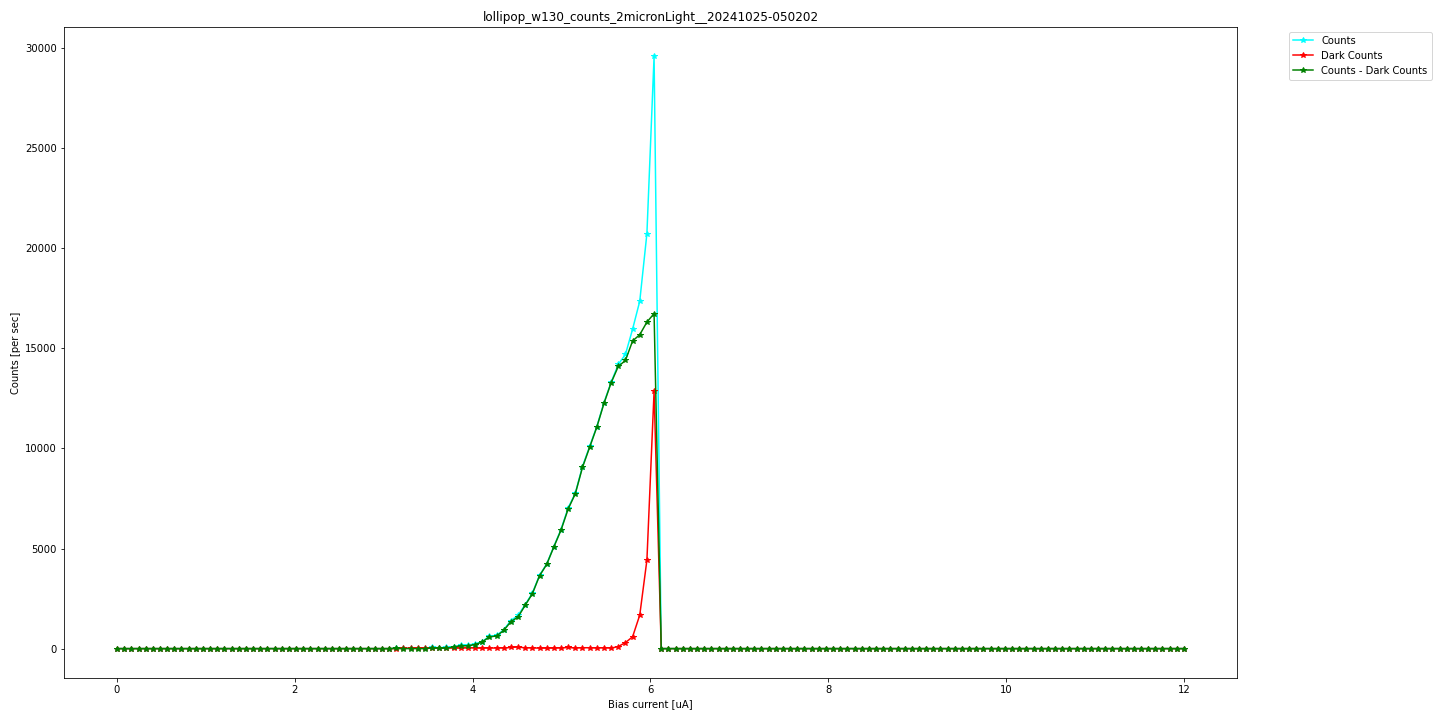 lollipop_w130_counts_2micronLight__20241025-050202
Counts
Dark Counts
Counts - Dark Counts
30000
25000
20000
15000
10000
5000
0
Counts [per sec]
0 2 4 6 8 10 12
Bias current [uA]